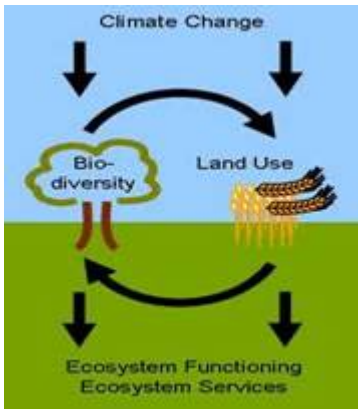 Climate Change
Bio-
diversity
Land Use
Ecosystem Functioning
Ecosystem Services